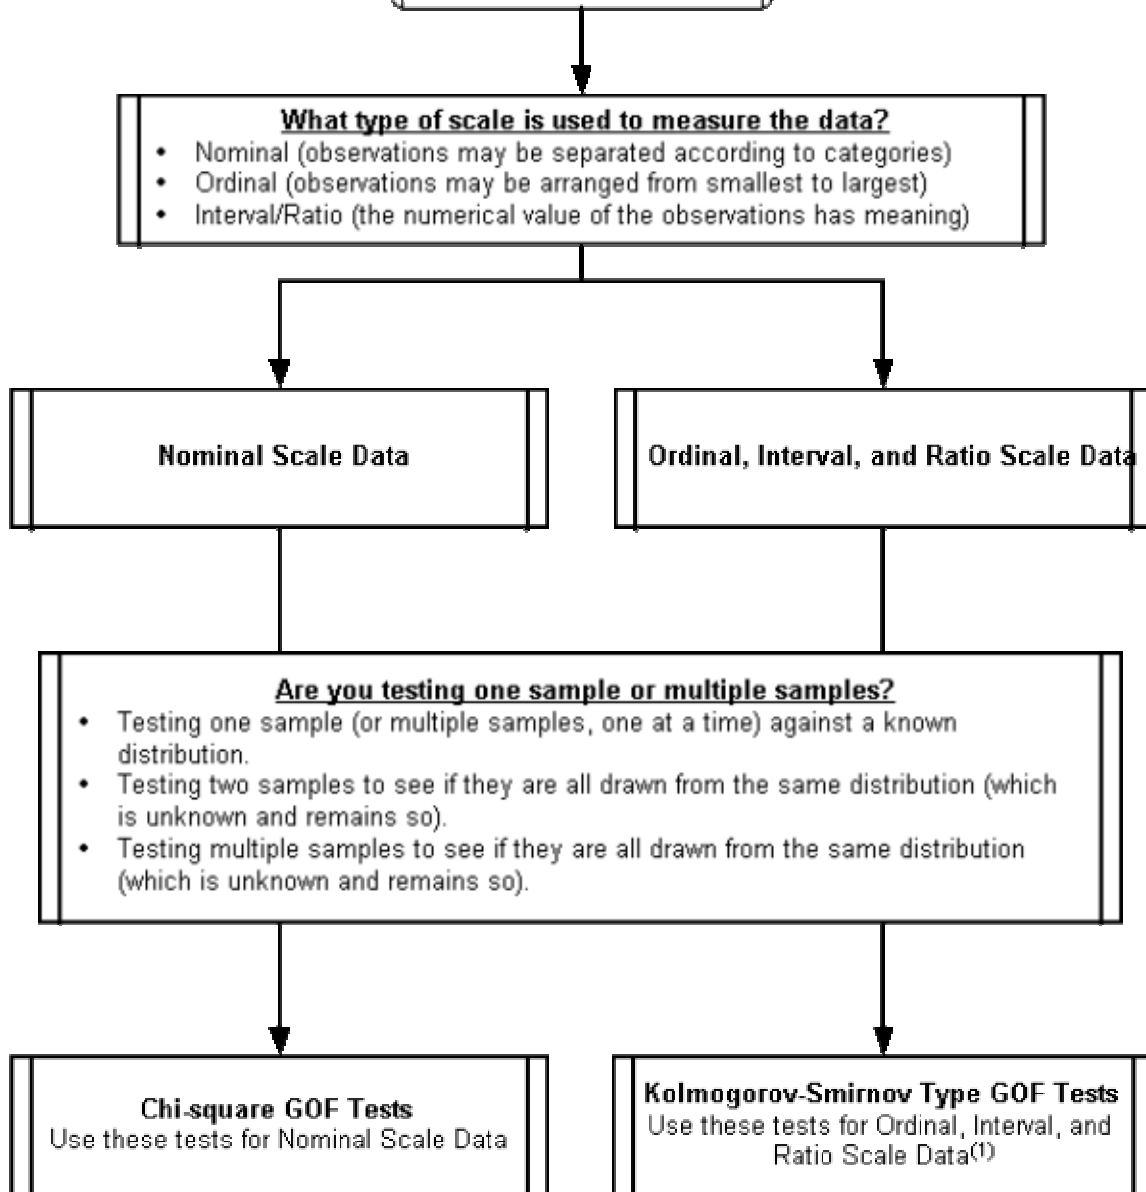 What type of scale is used to measure the data?
• Nominal (observations may be separated according to categories)
• Ordinal (observations may be arranged from smallest to largest)
• Interval/Ratio (the numerical value of the observations has meaning)
Nominal Scale Data
Ordinal, Interval, and Ratio Scale Data
Are you testing one sample or multiple samples?
• Testing one sample (or multiple samples, one at a time) against a known
distribution.
• Testing two samples to see if they are all drawn from the same distribution (which
is unknown and remains so).
• Testing multiple samples to see if they are all drawn from the same distribution
(which is unknown and remains so).
Chi-square GOF Tests
Use these tests for Nominal Scale Data
Kolmogorov-Smirnov Type GOF Tests
Use these tests for Ordinal, Interval, and
Ratio Scale Data(1)